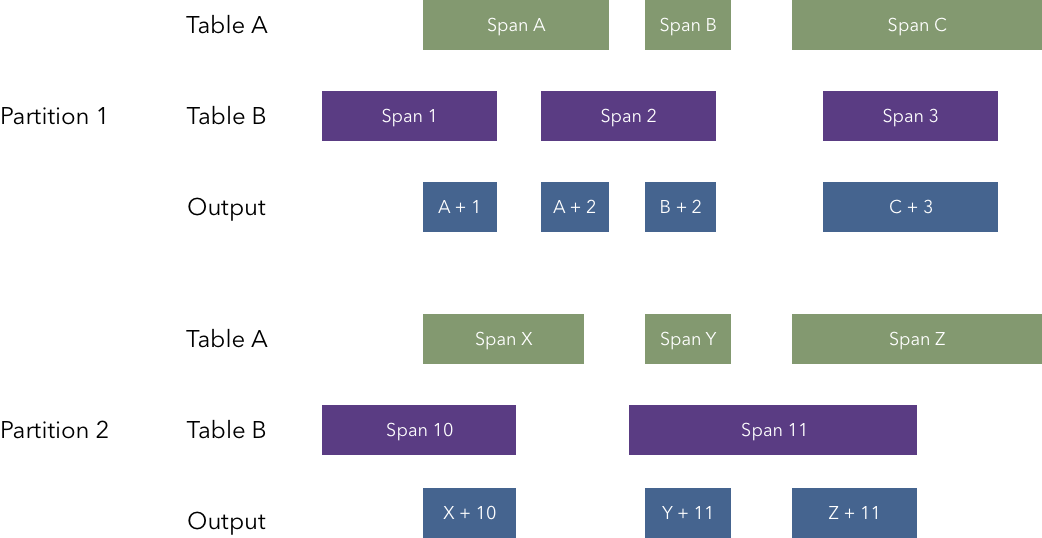 Table A
Span A
Span B
Span C
Partition 1
Table B
Span 1
Span 2
Span 3
Output
A + 1
A + 2
B + 2
C + 3
Table A
Span X
Span Y
Span Z
Partition 2
Table B
Span 10
Span 11
Output
X + 10
Y + 11
Z + 11